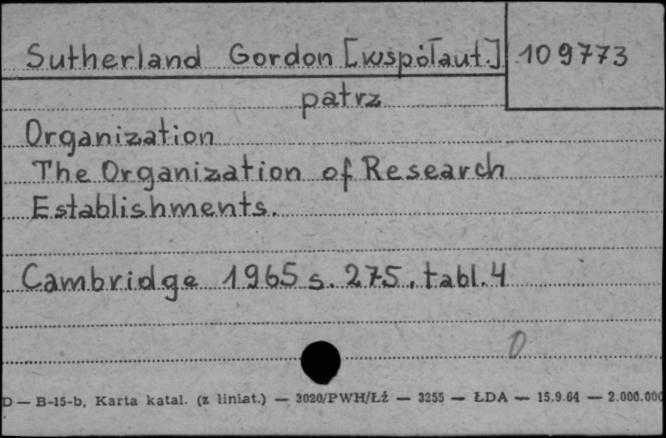 Sutherland Gordon [współaut.] 109773
patrz
Organization
The Organization of Research
Establishments.
Cambridge 1965 s. 275, tabl. 4
D — B-15-b, Karta katal. (z liniat.) — 3020/PWH/Łź — 3255 — ŁDA — 15.9.64 — 2.000.000